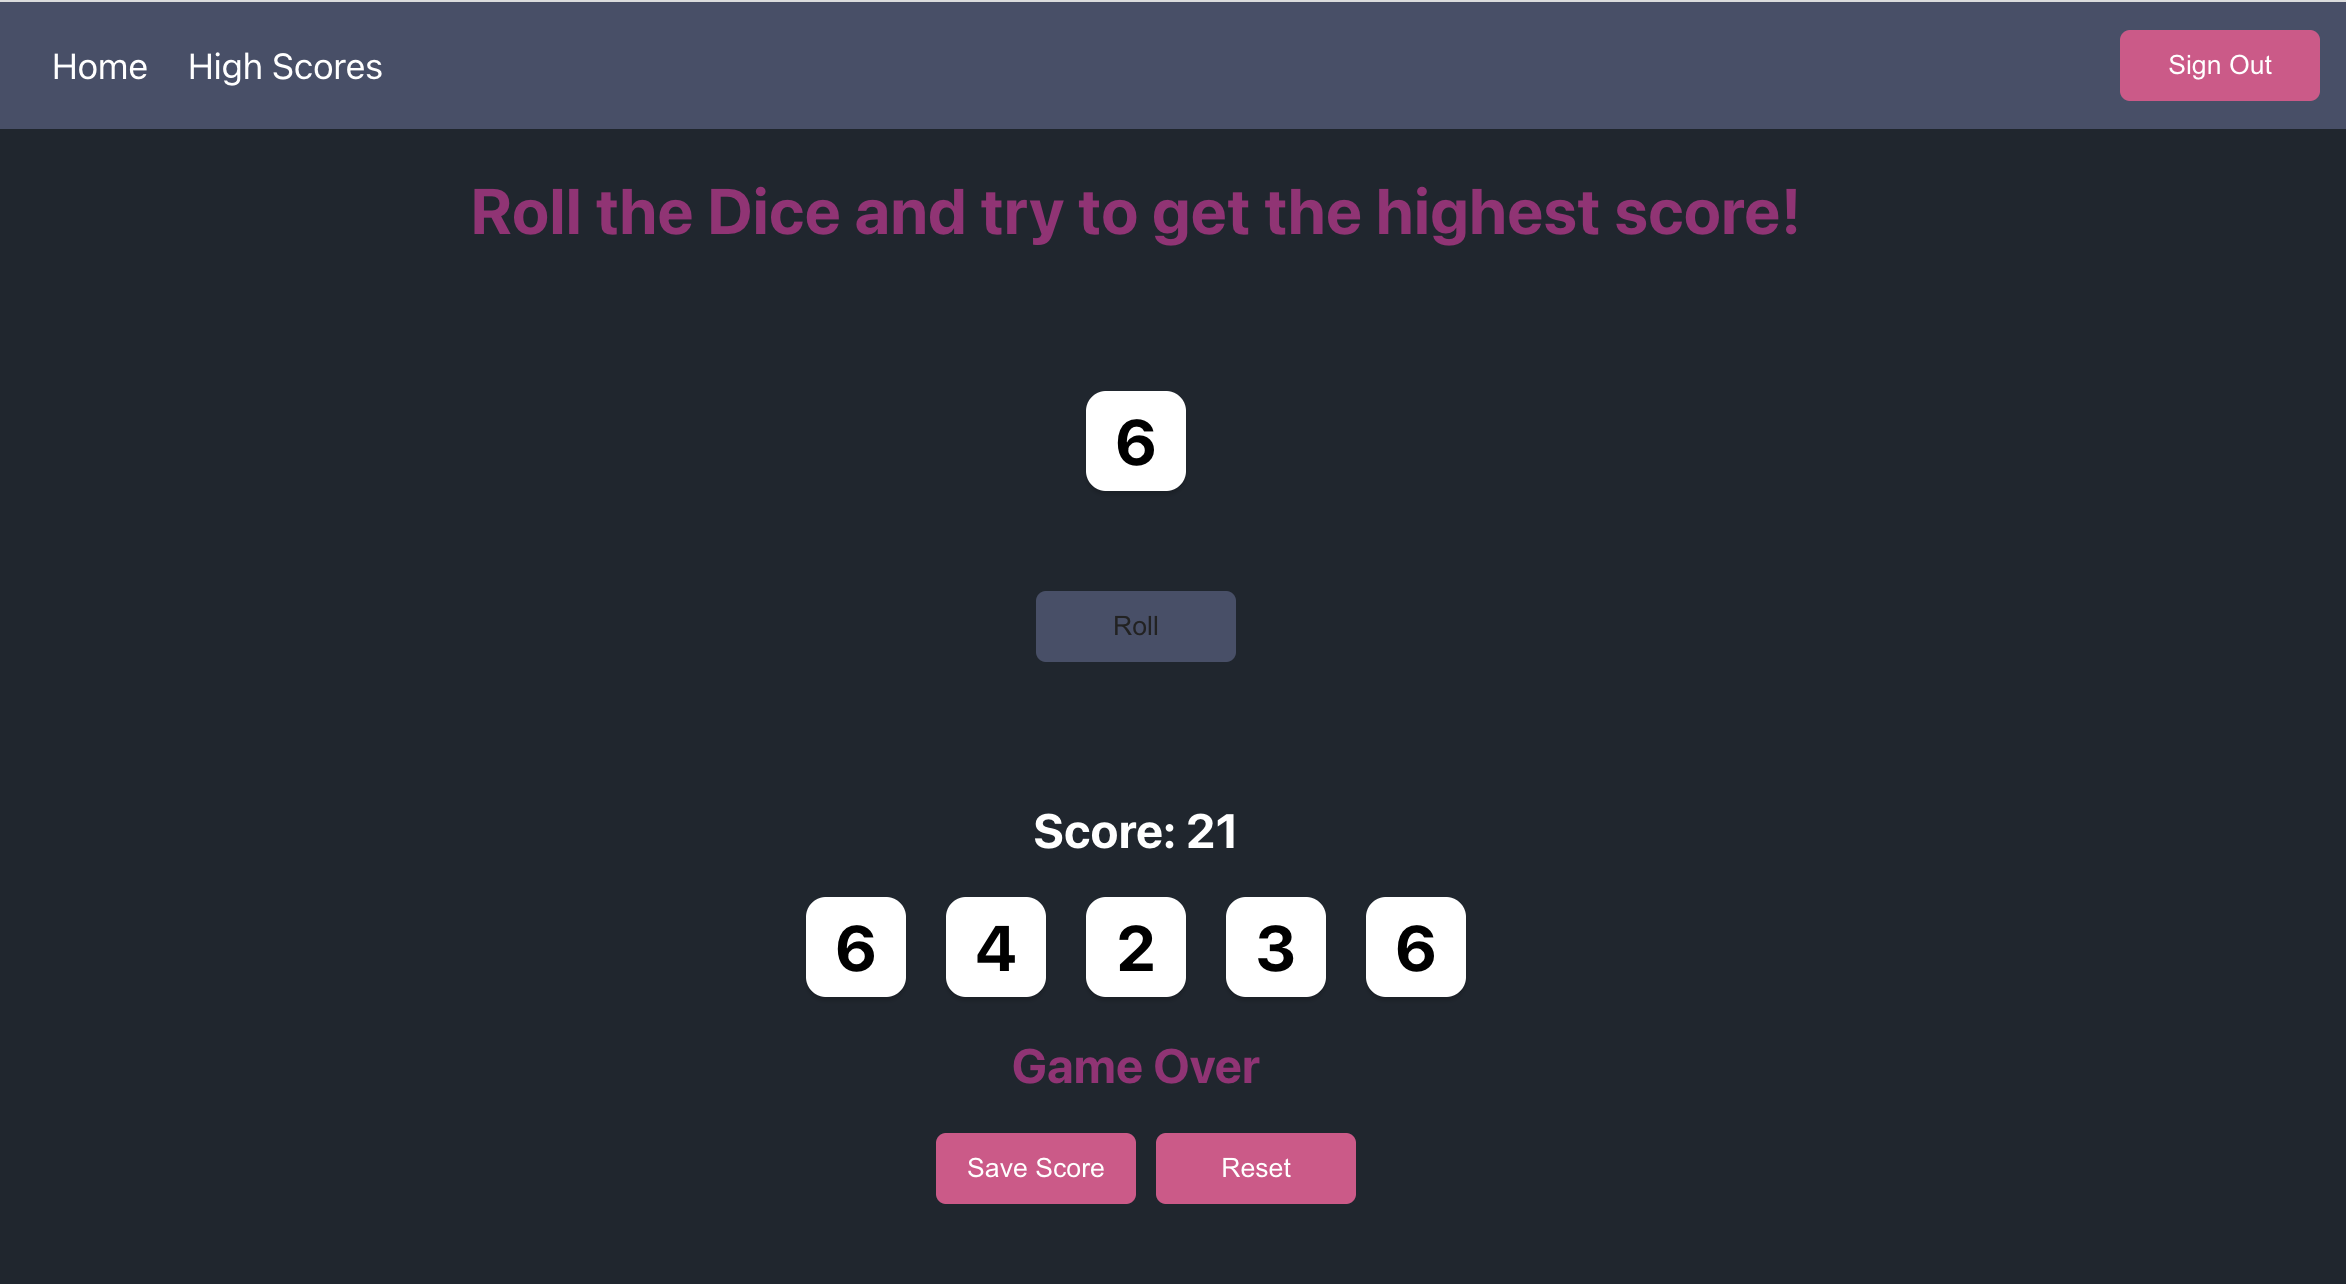 Home High Scores Sign Out
Roll the Dice and try to get the highest score!
6
Roll
Score: 21
6 4 2 3 6
Game Over
Save Score Reset